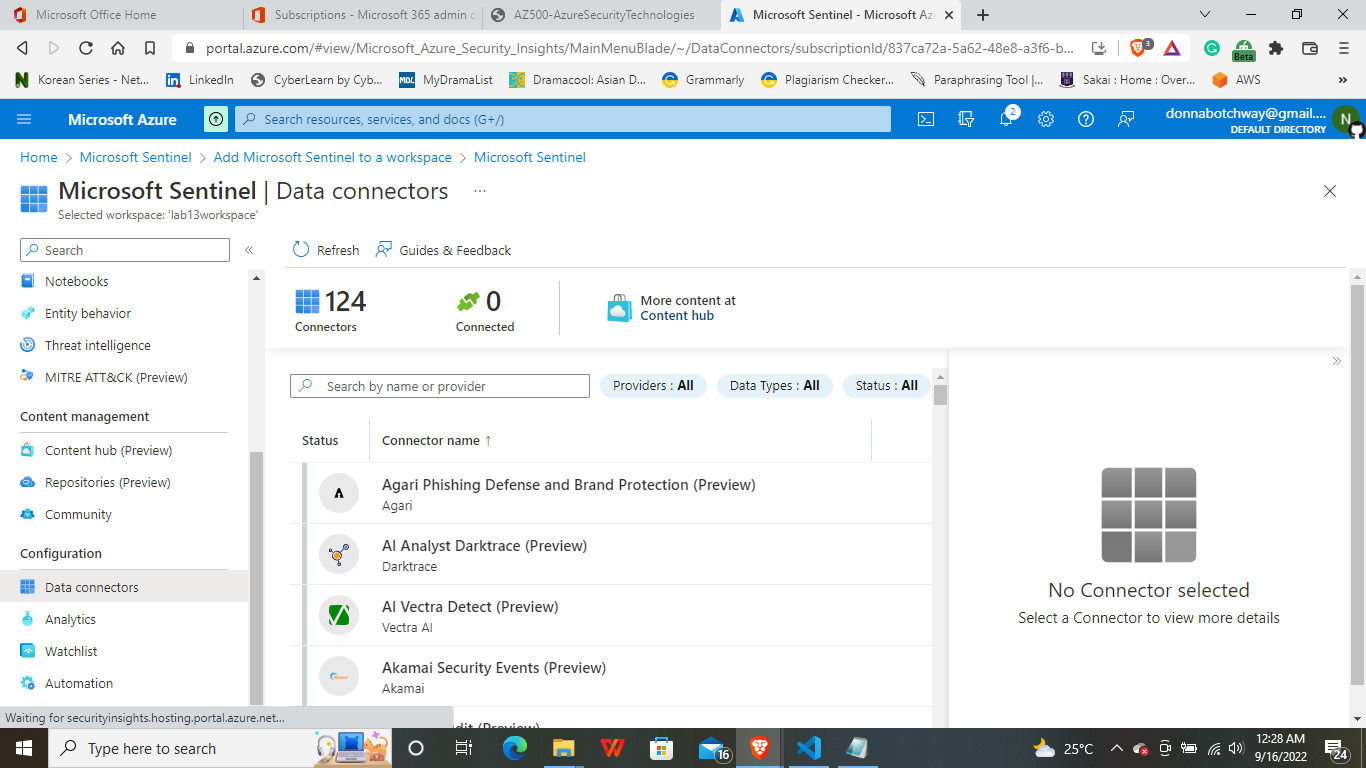 Microsoft Office Home
Subscriptions - Microsoft 365 admin c
AZ500-AzureSecurityTechnologies
Microsoft Sentinel - Microsoft Az
portal.azure.com/#view/Microsoft_Azure_Security_Insights/MainMenuBlade/~/DataConnectors/subscriptionId/837ca72a-5a62-48e8-a3f6-b...
3
Beta
Korean Series - Net...
LinkedIn
CyberLearn by Cyb...
MDL
MyDramaList
Dramacool: Asian D...
Grammarly
Plagiarism Checker...
Paraphrasing Tool |...
Sakai : Home : Over...
AWS
»
Microsoft Azure
Search resources, services, and docs (G+/)
2
donnabotchway@gmail....
DEFAULT DIRECTORY
N
Home > Microsoft Sentinel > Add Microsoft Sentinel to a workspace > Microsoft Sentinel
Microsoft Sentinel | Data connectors ...
Selected workspace: 'lab13workspace'
Search
«
Refresh
Guides & Feedback
Notebooks
Entity behavior
Threat intelligence
MITRE ATT&CK (Preview)
Content management
Content hub (Preview)
Repositories (Preview)
Community
Configuration
Data connectors
Analytics
Watchlist
Automation
124
Connectors
0
Connected
More content at
Content hub
»
Search by name or provider
Providers : All
Data Types : All
Status : All
Status
Connector name ↑
A
Agari Phishing Defense and Brand Protection (Preview)
Agari
AI Analyst Darktrace (Preview)
Darktrace
AI Vectra Detect (Preview)
Vectra AI
Akamai Security Events (Preview)
Akamai
(Preview)
No Connector selected
Select a Connector to view more details
Waiting for securityinsights.hosting.portal.azure.net...
Type here to search
16
25°C
12:28 AM
9/16/2022
24